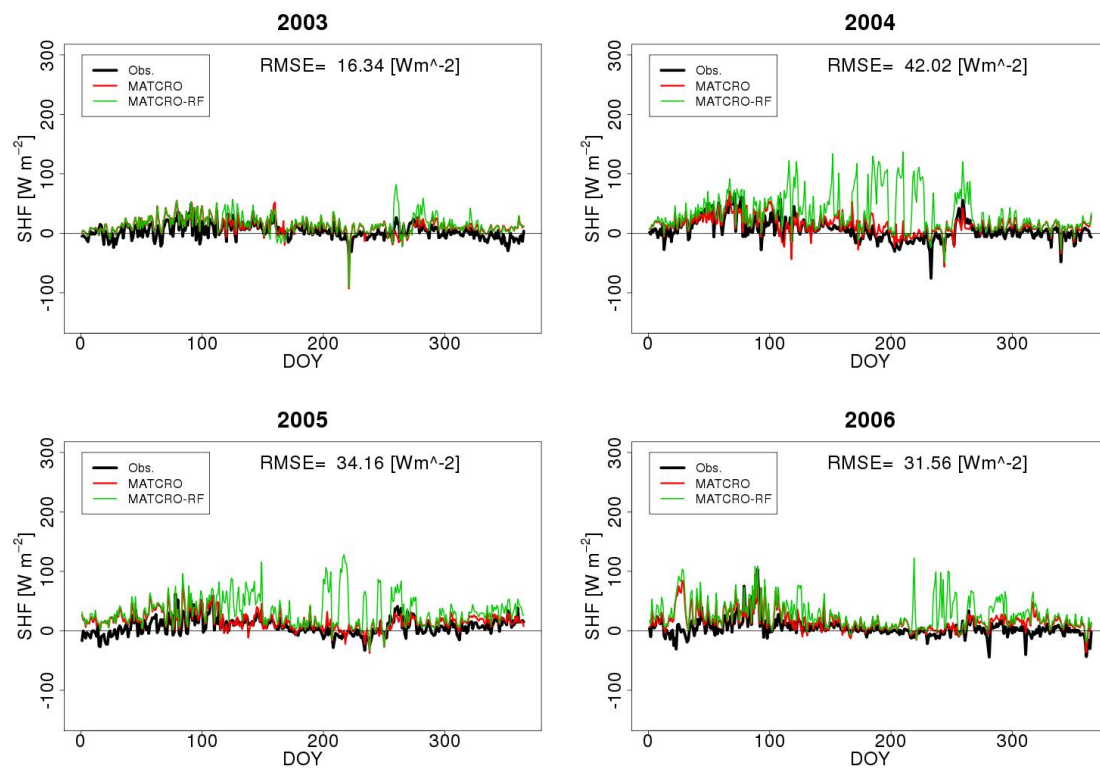 2003
300
200
100
0
-100
SHF [W m⁻²]
Obs.
MATCRO
MATCRO-RF
RMSE= 16.34 [Wm^-2]
0 100 200 300
DOY
2004
300
200
100
0
-100
SHF [W m⁻²]
Obs.
MATCRO
MATCRO-RF
RMSE= 42.02 [Wm^-2]
0 100 200 300
DOY
2005
300
200
100
0
-100
SHF [W m⁻²]
Obs.
MATCRO
MATCRO-RF
RMSE= 34.16 [Wm^-2]
0 100 200 300
DOY
2006
300
200
100
0
-100
SHF [W m⁻²]
Obs.
MATCRO
MATCRO-RF
RMSE= 31.56 [Wm^-2]
0 100 200 300
DOY